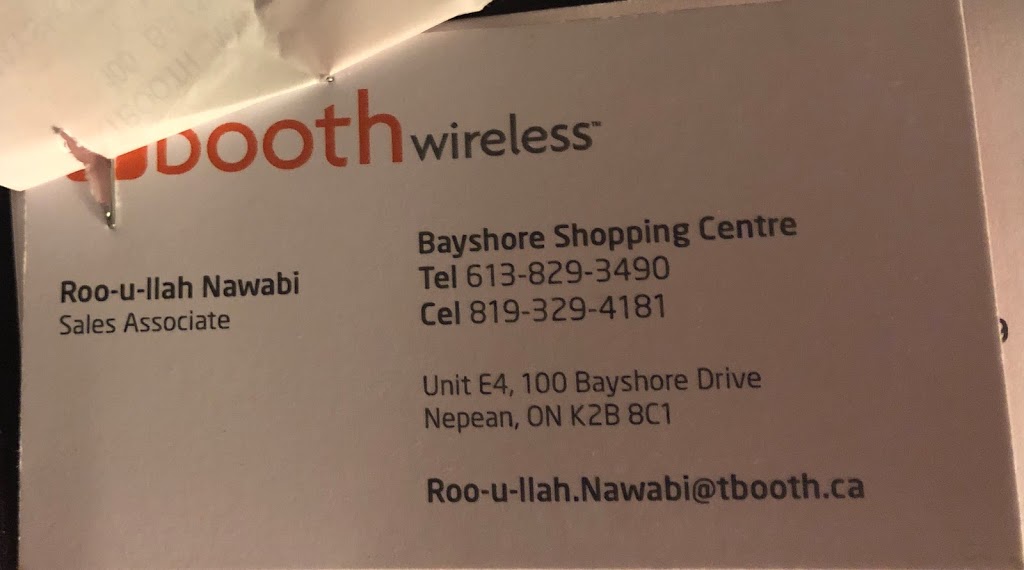 booth wireless™
Roo-u-llah Nawabi
Sales Associate
Bayshore Shopping Centre
Tel 613-829-3490
Cel 819-329-4181
Unit E4, 100 Bayshore Drive
Nepean, ON K2B 8C1
Roo-u-llah.Nawabi@tbooth.ca